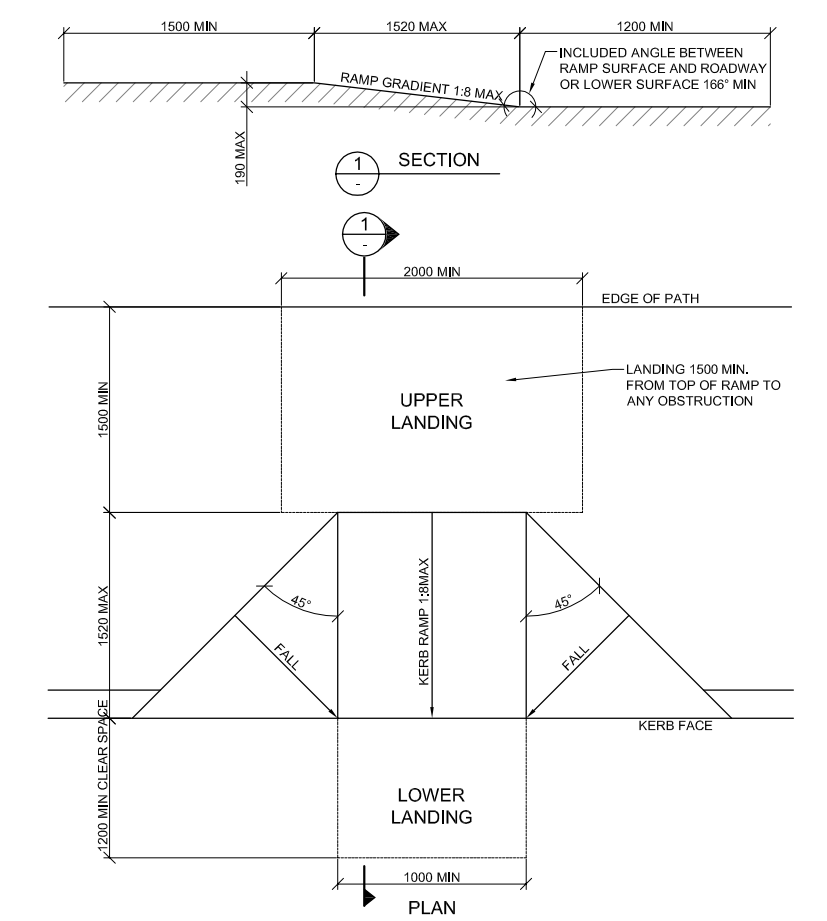 1500 MIN
1520 MAX
1200 MIN
INCLUDED ANGLE BETWEEN
RAMP SURFACE AND ROADWAY
OR LOWER SURFACE 166° MIN
RAMP GRADIENT 1:8 MAX
190 MAX
1
-
SECTION
1
-
2000 MIN
EDGE OF PATH
LANDING 1500 MIN.
FROM TOP OF RAMP TO
ANY OBSTRUCTION
UPPER
LANDING
1500 MIN
1520 MAX
45°
FALL
KERB RAMP 1:8MAX
45°
FALL
KERB FACE
1200 MIN CLEAR SPACE
LOWER
LANDING
1000 MIN
PLAN